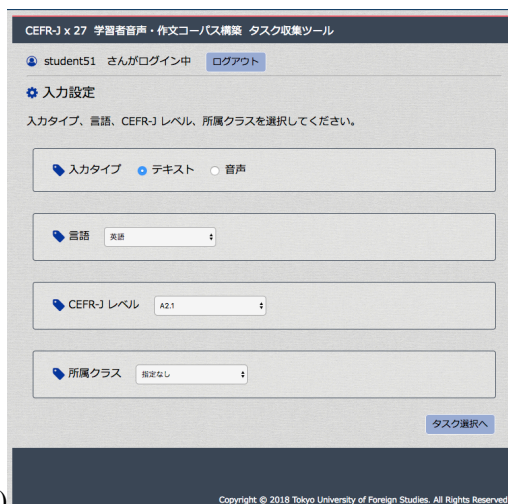 CEFR-J x 27 学習者音声・作文コーパス構築 タスク収集ツール
student51 さんがログイン中 ログアウト
入力設定
入力タイプ、言語、CEFR-J レベル、所属クラスを選択してください。
入力タイプ テキスト 音声
言語 英語
CEFR-J レベル A2.1
所属クラス 指定なし
タスク選択へ
)
Copyright © 2018 Tokyo University of Foreign Studies. All Rights Reserved